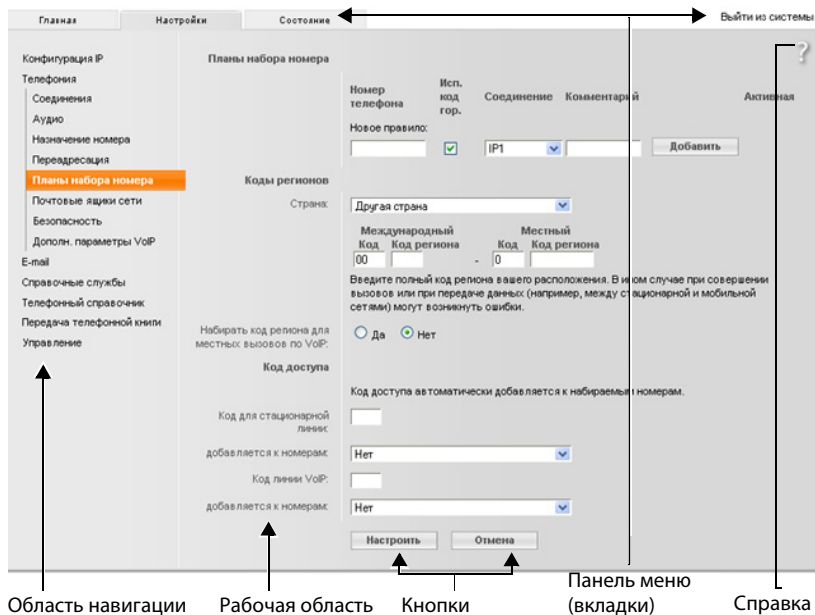 Главная Настройки Состояние Выйти из системы
?
Конфигурация IP
Телефония
Соединения
Аудио
Назначение номера
Переадресация
Планы набора номера
Почтовые ящики сети
Безопасность
Дополн. параметры VoIP
E-mail
Справочные службы
Телефонный справочник
Передача телефонной книги
Управление
Планы набора номера
Номер телефона Исп. код гор. Соединение Комментарий Активная
Новое правило:
IP1 Добавить
Коды регионов
Страна: Другая страна
Международный Местный
Код Код региона Код Код региона
00 - 0
Введите полный код региона вашего расположения. В ином случае при совершении
вызовов или при передаче данных (например, между стационарной и мобильной
сетями) могут возникнуть ошибки.
Набирать код региона для
местных вызовов по VoIP: Да Нет
Код доступа
Код доступа автоматически добавляется к набираемым номерам.
Код для стационарной
линии:
добавляется к номерам: Нет
Код линии VoIP:
добавляется к номерам: Нет
Настроить Отмена
Область навигации Рабочая область Кнопки Панель меню (вкладки) Справка